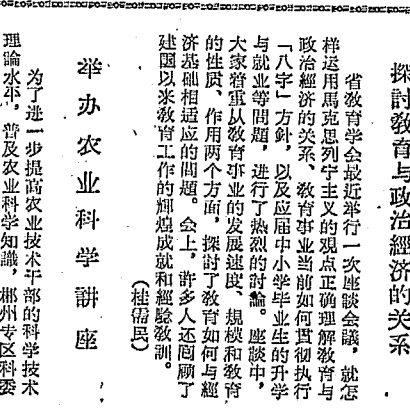 探討教育与政治經济的关系
省教育学会最近举行一次座談会議，就怎
样运用馬克思列宁主义的观点正确理解教育与
政治經济的关系、教育事业当前如何貫彻执行
「八字」方針，以及应届中小学毕业生的升学
与就业等問題，进行了热烈的討論。座談中，
大家着重从教育事业的发展速度、規模和教育
的性质、作用两个方面，探討了教育如何与經
济基础相适应的問題。会上，許多人还回顾了
建国以来教育工作的輝煌成就和經驗教訓。
（桂儒民）
举办农业科学講座
为了进一步提高农业技术干部的科学技术
理論水平，普及农业科学知識，郴州专区科委